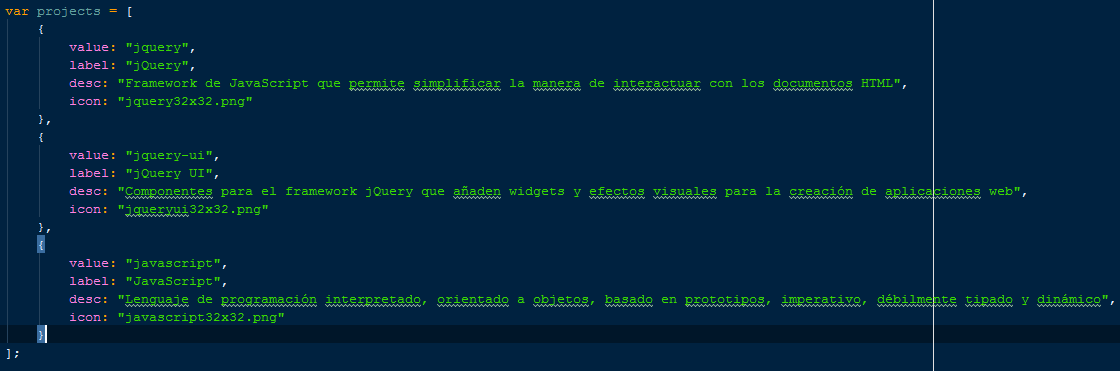 var projects = [
{
value: "jquery",
label: "jQuery",
desc: "Framework de JavaScript que permite simplificar la manera de interactuar con los documentos HTML",
icon: "jquery32x32.png"
},
{
value: "jquery-ui",
label: "jQuery UI",
desc: "Componentes para el framework jQuery que añaden widgets y efectos visuales para la creación de aplicaciones web",
icon: "jqueryui32x32.png"
},
{
value: "javascript",
label: "JavaScript",
desc: "Lenguaje de programación interpretado, orientado a objetos, basado en prototipos, imperativo, débilmente tipado y dinámico",
icon: "javascript32x32.png"
}
];